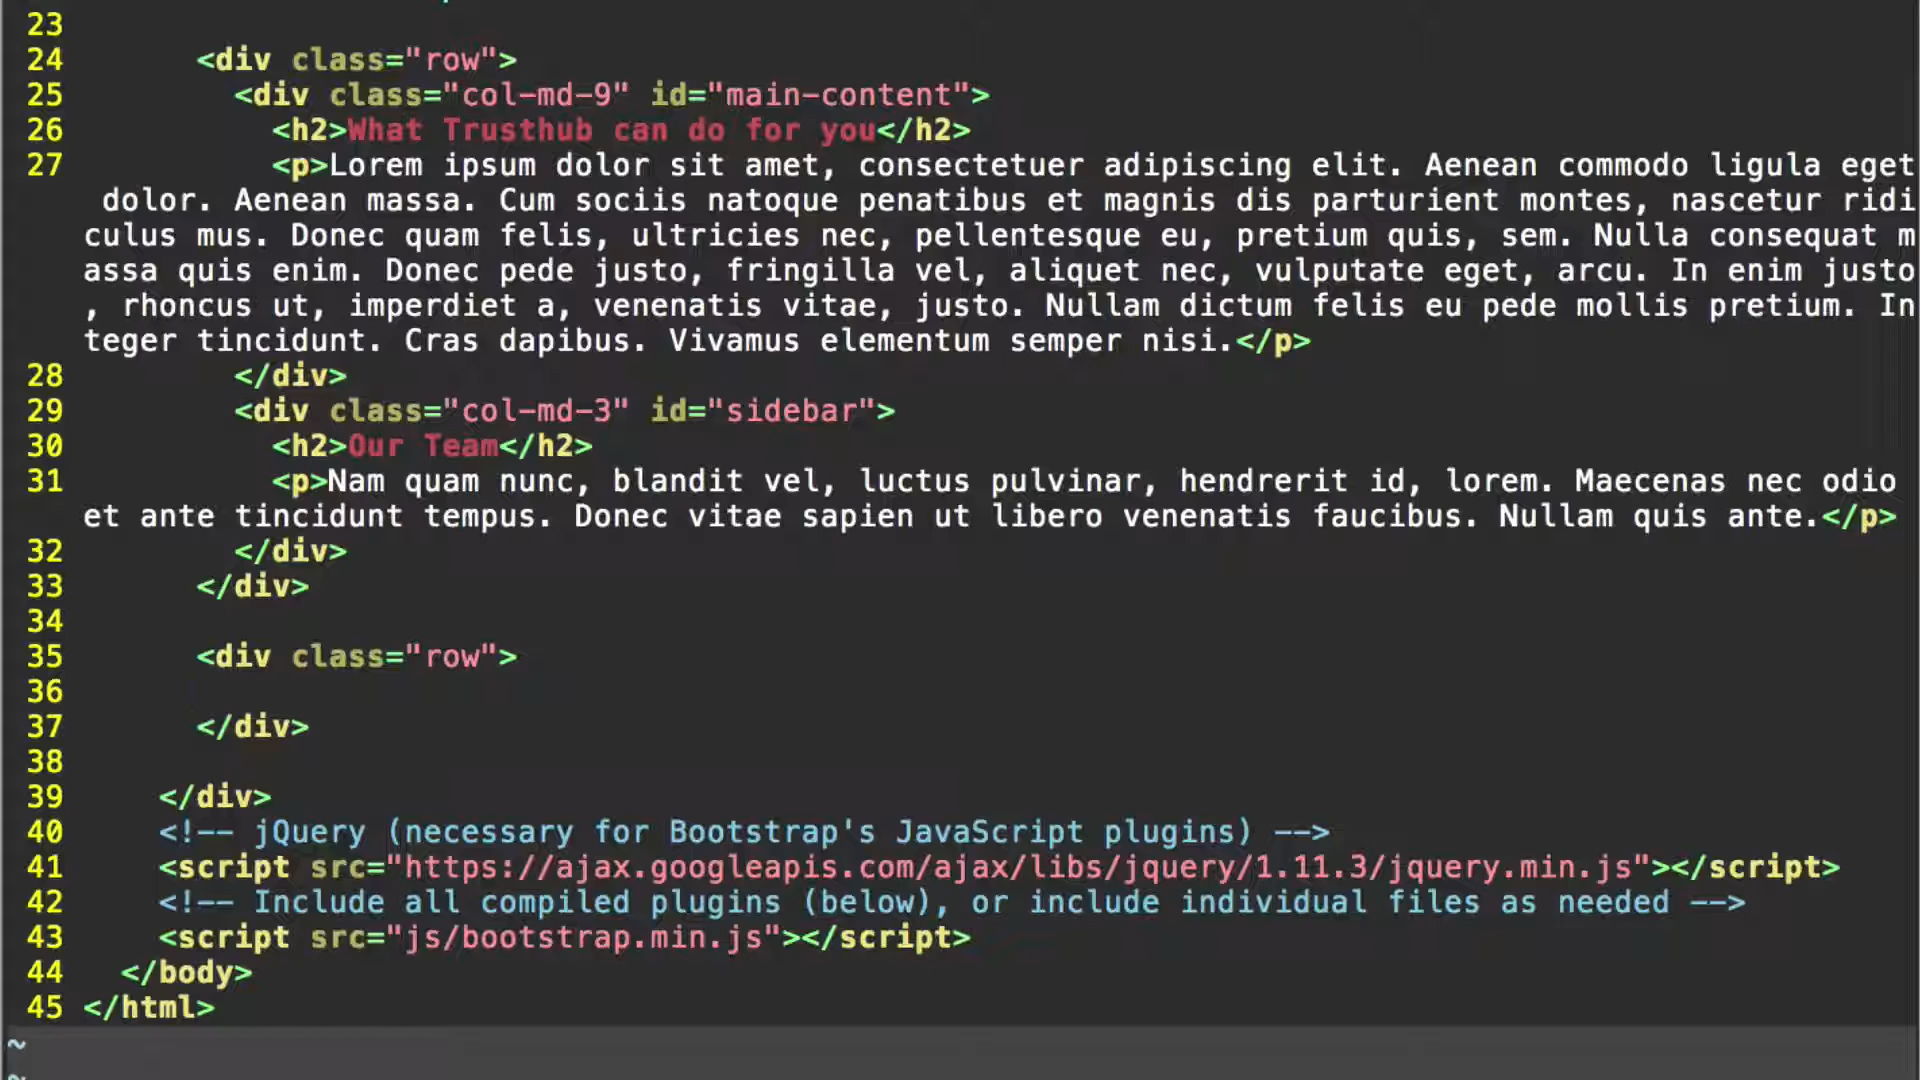 23
24       <div class="row">
25         <div class="col-md-9" id="main-content">
26           <h2>What Trusthub can do for you</h2>
27           <p>Lorem ipsum dolor sit amet, consectetuer adipiscing elit. Aenean commodo ligula eget
 dolor. Aenean massa. Cum sociis natoque penatibus et magnis dis parturient montes, nascetur ridi
culus mus. Donec quam felis, ultricies nec, pellentesque eu, pretium quis, sem. Nulla consequat m
assa quis enim. Donec pede justo, fringilla vel, aliquet nec, vulputate eget, arcu. In enim justo
, rhoncus ut, imperdiet a, venenatis vitae, justo. Nullam dictum felis eu pede mollis pretium. In
teger tincidunt. Cras dapibus. Vivamus elementum semper nisi.</p>
28         </div>
29         <div class="col-md-3" id="sidebar">
30           <h2>Our Team</h2>
31           <p>Nam quam nunc, blandit vel, luctus pulvinar, hendrerit id, lorem. Maecenas nec odio
et ante tincidunt tempus. Donec vitae sapien ut libero venenatis faucibus. Nullam quis ante.</p>
32         </div>
33       </div>
34
35       <div class="row">
36
37       </div>
38
39     </div>
40     <!-- jQuery (necessary for Bootstrap's JavaScript plugins) -->
41     <script src="https://ajax.googleapis.com/ajax/libs/jquery/1.11.3/jquery.min.js"></script>
42     <!-- Include all compiled plugins (below), or include individual files as needed -->
43     <script src="js/bootstrap.min.js"></script>
44   </body>
45 </html>
~
~